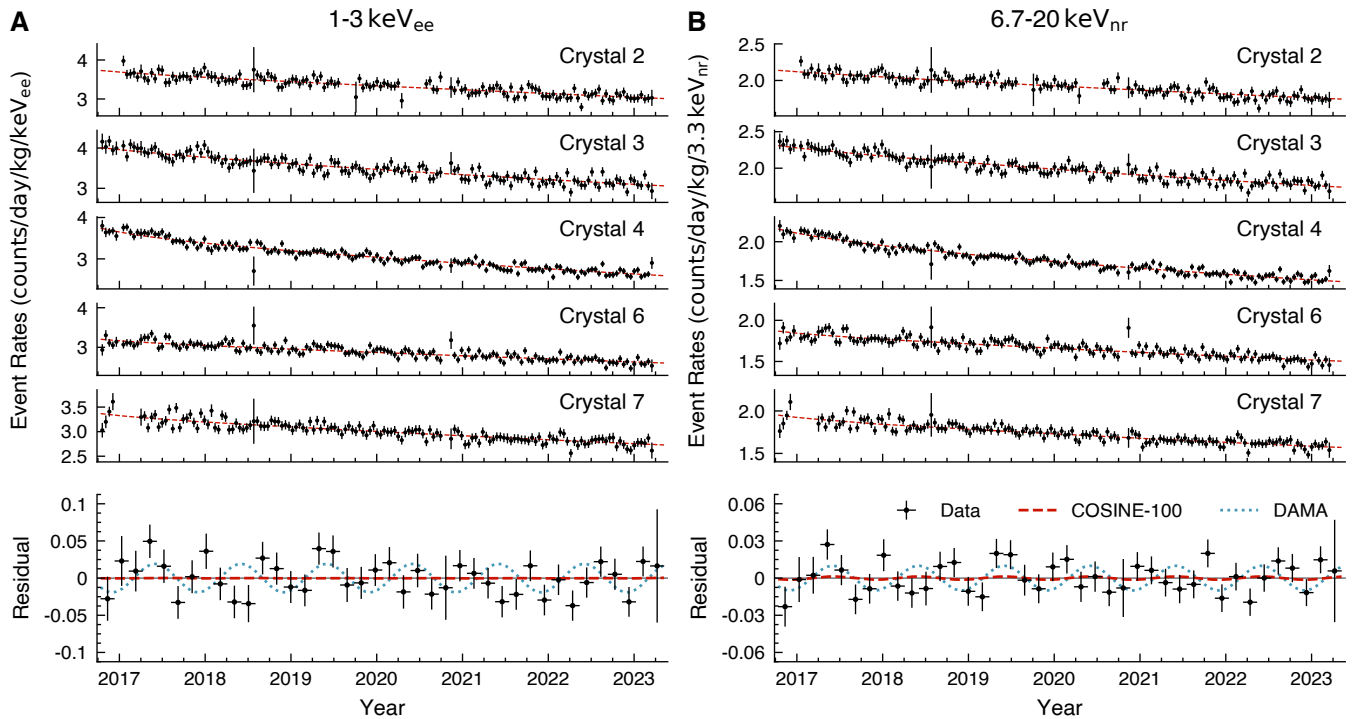 A
1-3 keVee
B
6.7-20 keVnr
Event Rates (counts/day/kg/keVee)
4
3
Crystal 2
4
3
Crystal 3
4
3
Crystal 4
4
3
Crystal 6
3.5
3.0
2.5
Crystal 7
Residual
0.1
0.05
0
-0.05
-0.1
2017 2018 2019 2020 2021 2022 2023
Year
Event Rates (counts/day/kg/3.3 keVnr)
2.5
2.0
Crystal 2
2.5
2.0
Crystal 3
2.0
1.5
Crystal 4
2.0
1.5
Crystal 6
2.0
1.5
Crystal 7
Residual
0.06
0.03
0
-0.03
-0.06
Data COSINE-100 DAMA
2017 2018 2019 2020 2021 2022 2023
Year